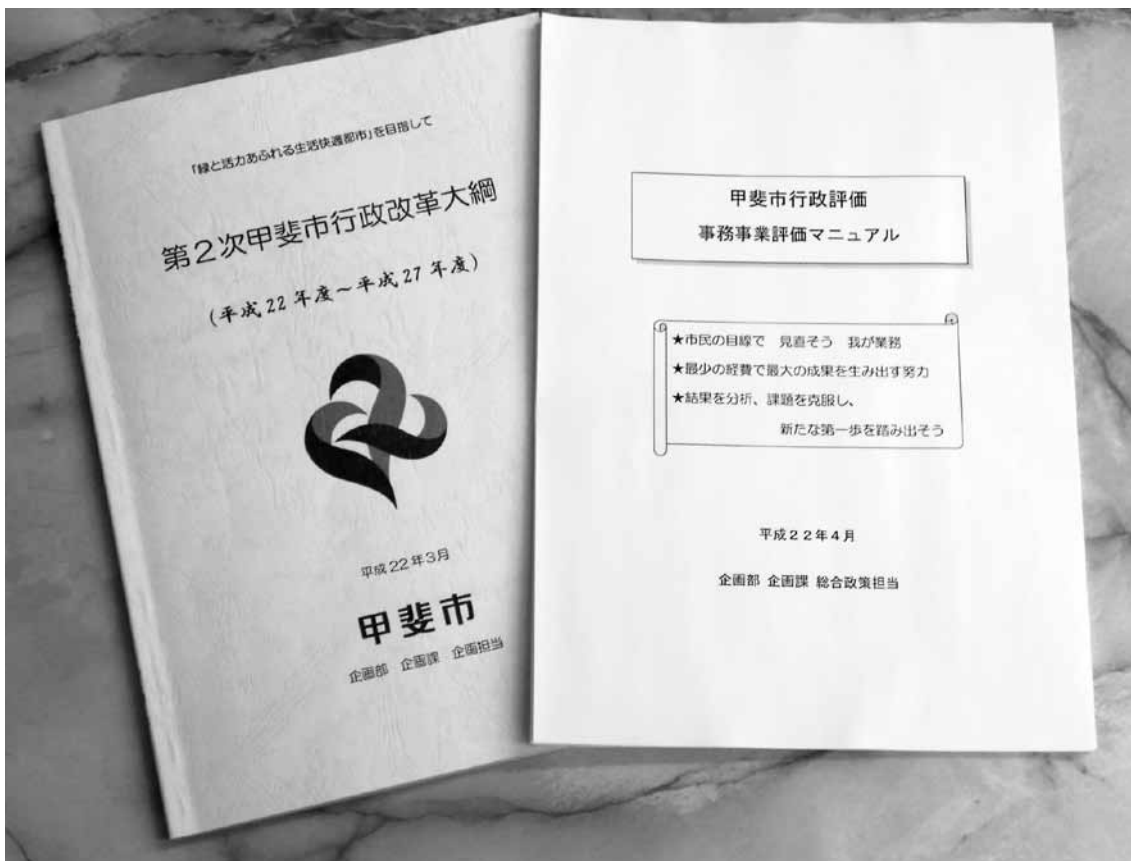 「緑と活力あふれる生活快適都市」を目指して
第2次甲斐市行政改革大綱
(平成22年度~平成27年度)
平成22年3月
甲斐市
企画部 企画課 企画担当
甲斐市行政評価
事務事業評価マニュアル
★市民の目線で 見直そう 我が業務
★最少の経費で最大の成果を生み出す努力
★結果を分析、課題を克服し、
新たな第一歩を踏み出そう
平成22年4月
企画部 企画課 総合政策担当